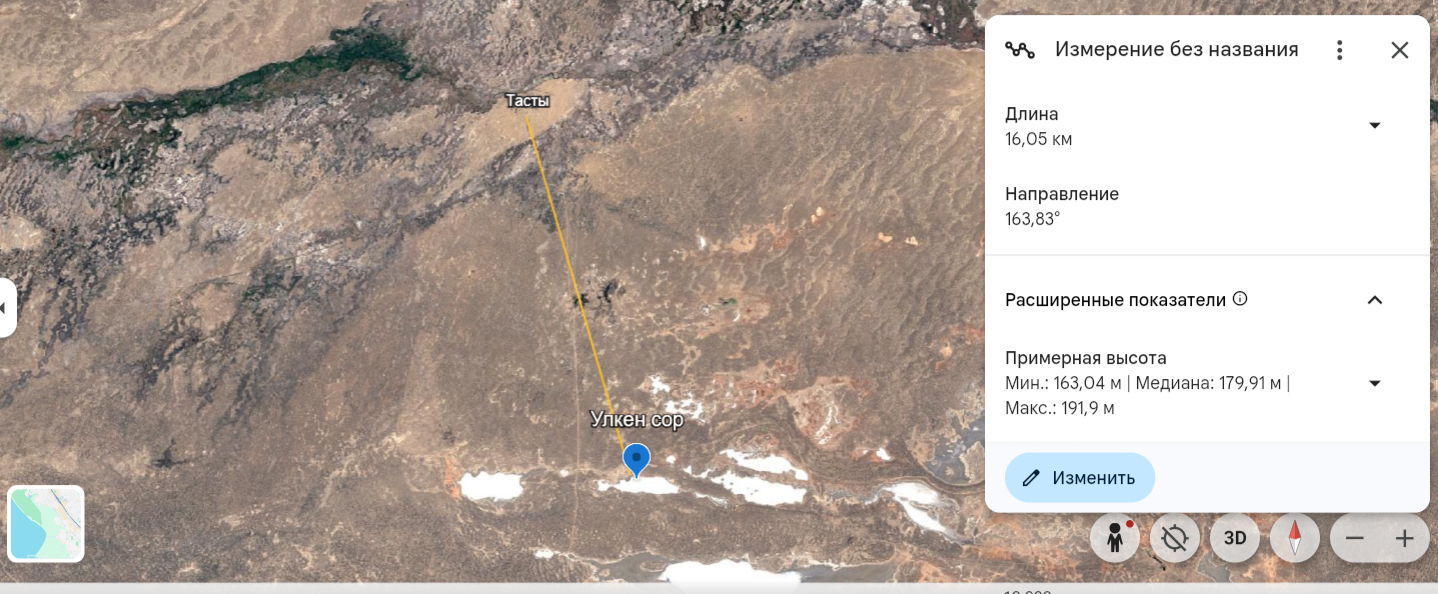 Тасты
Улкен сор
Измерение без названия
Длина
16,05 км
Направление
163,83°
Расширенные показатели
Примерная высота
Мин.: 163,04 м | Медиана: 179,91 м |
Макс.: 191,9 м
Изменить
3D